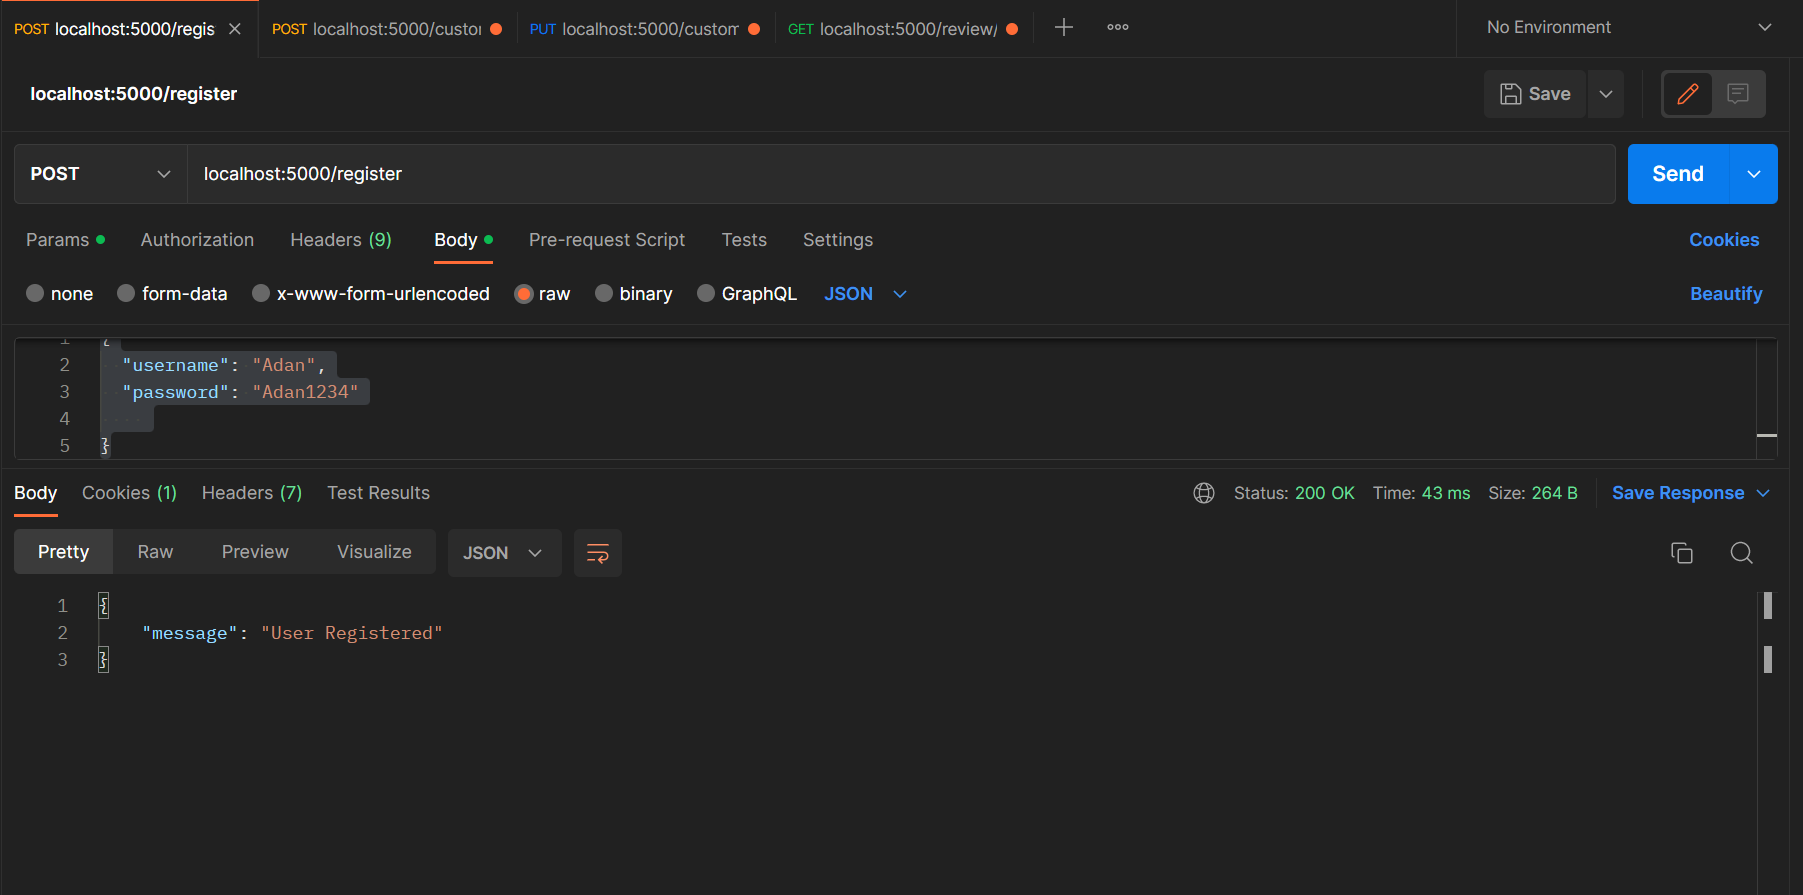 POST localhost:5000/regis
POST localhost:5000/custor
PUT localhost:5000/custom
GET localhost:5000/review/
No Environment
localhost:5000/register
Save
POST
localhost:5000/register
Send
Params
Authorization
Headers (9)
Body
Pre-request Script
Tests
Settings
Cookies
none
form-data
x-www-form-urlencoded
raw
binary
GraphQL
JSON
Beautify
1 {
2 "username": "Adan",
3 "password": "Adan1234"
4
5 }
Body
Cookies (1)
Headers (7)
Test Results
Status: 200 OK
Time: 43 ms
Size: 264 B
Save Response
Pretty
Raw
Preview
Visualize
JSON
1 {
2 "message": "User Registered"
3 }